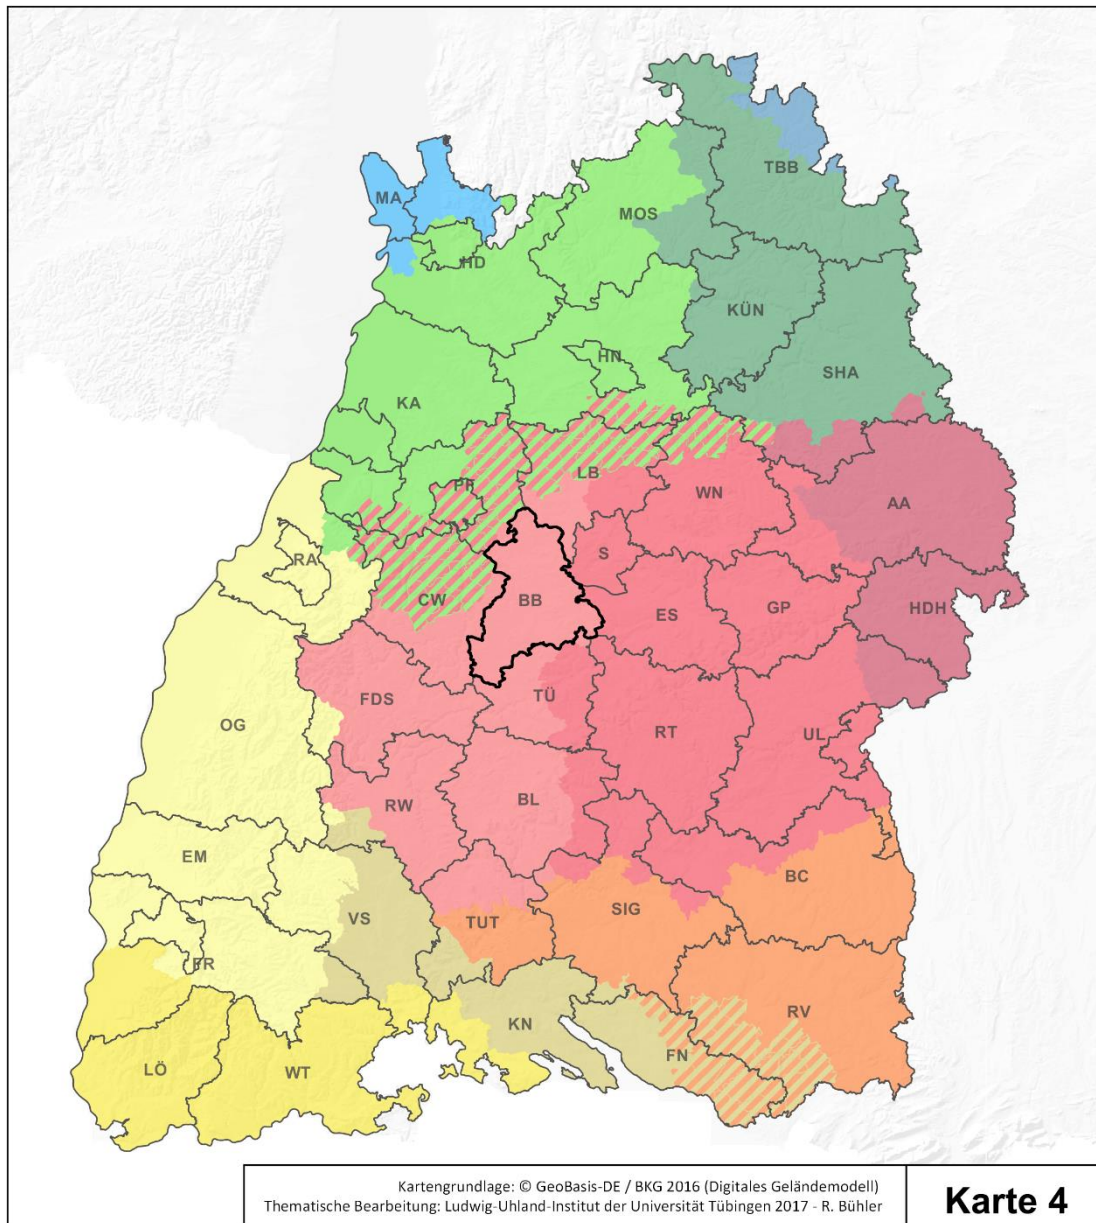 TBB
MA
MOS
HD
KÜN
HN
SHA
KA
LB
PF
WN
AA
RA
S
CW
BB
ES
GP
HDH
FDS
TÜ
OG
RT
UL
RW
BL
EM
BC
VS
SIG
TUT
FR
RV
KN
FN
LÖ
WT
Kartengrundlage: © GeoBasis-DE / BKG 2016 (Digitales Geländemodell)
Thematische Bearbeitung: Ludwig-Uhland-Institut der Universität Tübingen 2017 - R. Bühler
Karte 4